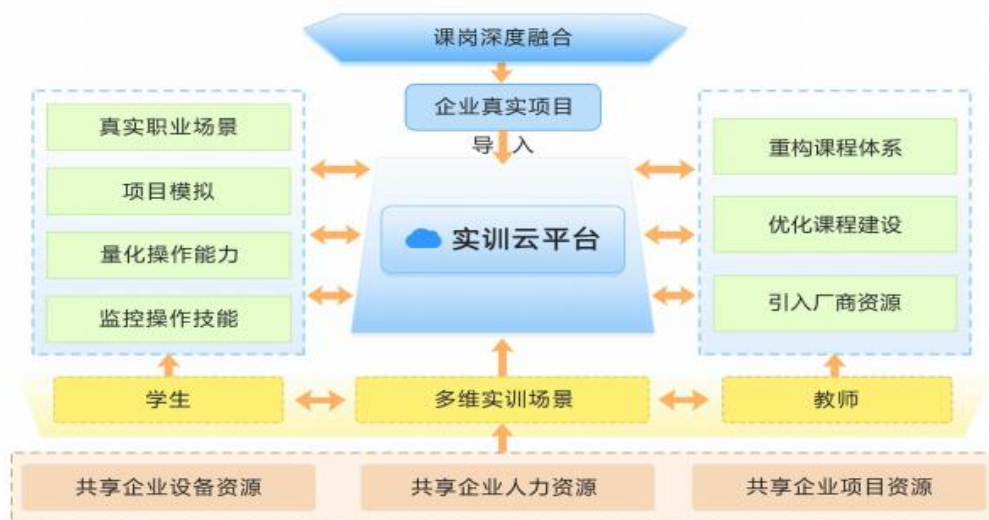 课岗深度融合
企业真实项目
导入
真实职业场景
项目模拟
量化操作能力
监控操作技能
实训云平台
重构课程体系
优化课程建设
引入厂商资源
学生
多维实训场景
教师
共享企业设备资源
共享企业人力资源
共享企业项目资源